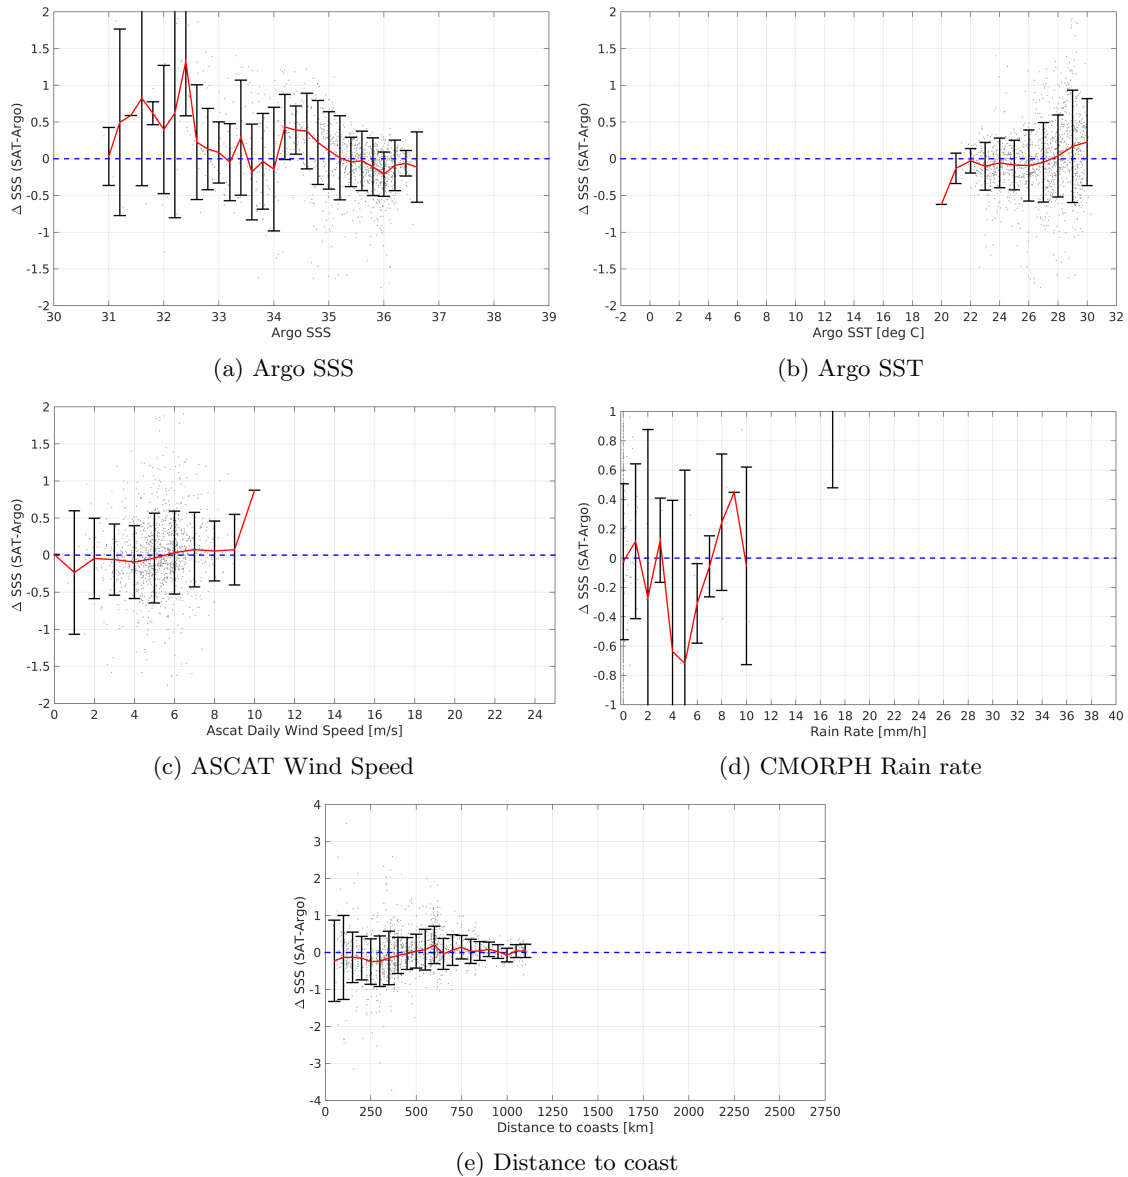 2
1.5
1
0.5
0
-0.5
-1
-1.5
-2
Δ SSS (SAT-Argo)
30 31 32 33 34 35 36 37 38 39
Argo SSS
(a) Argo SSS
2
1.5
1
0.5
0
-0.5
-1
-1.5
-2
Δ SSS (SAT-Argo)
-2 0 2 4 6 8 10 12 14 16 18 20 22 24 26 28 30 32
Argo SST [deg C]
(b) Argo SST
2
1.5
1
0.5
0
-0.5
-1
-1.5
-2
Δ SSS (SAT-Argo)
0 2 4 6 8 10 12 14 16 18 20 22 24
Ascat Daily Wind Speed [m/s]
(c) ASCAT Wind Speed
1
0.8
0.6
0.4
0.2
0
-0.2
-0.4
-0.6
-0.8
-1
Δ SSS (SAT-Argo)
0 2 4 6 8 10 12 14 16 18 20 22 24 26 28 30 32 34 36 38 40
Rain Rate [mm/h]
(d) CMORPH Rain rate
4
3
2
1
0
-1
-2
-3
-4
Δ SSS (SAT-Argo)
0 250 500 750 1000 1250 1500 1750 2000 2250 2500 2750
Distance to coasts [km]
(e) Distance to coast